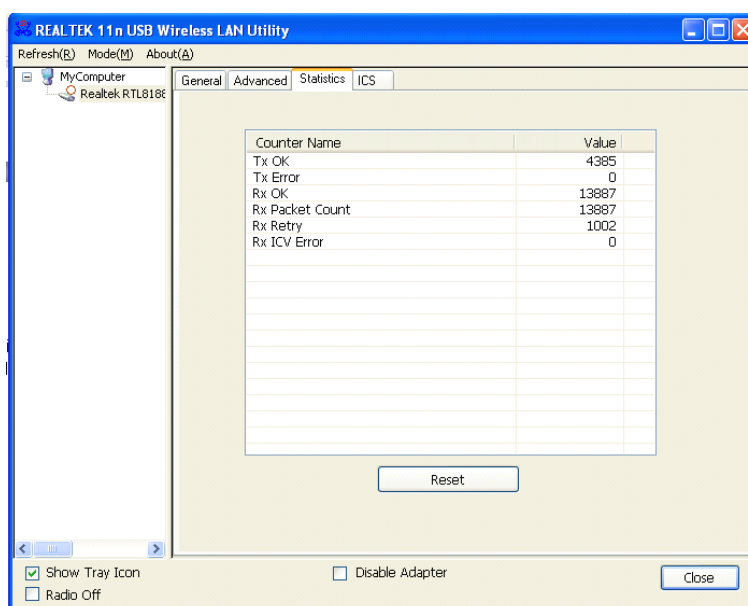 REALTEK 11n USB Wireless LAN Utility
Refresh(R) Mode(M) About(A)
MyComputer
Realtek RTL8188
General Advanced Statistics ICS
Counter Name Value
Tx OK 4385
Tx Error 0
Rx OK 13887
Rx Packet Count 13887
Rx Retry 1002
Rx ICV Error 0
Reset
Show Tray Icon Disable Adapter Close
Radio Off